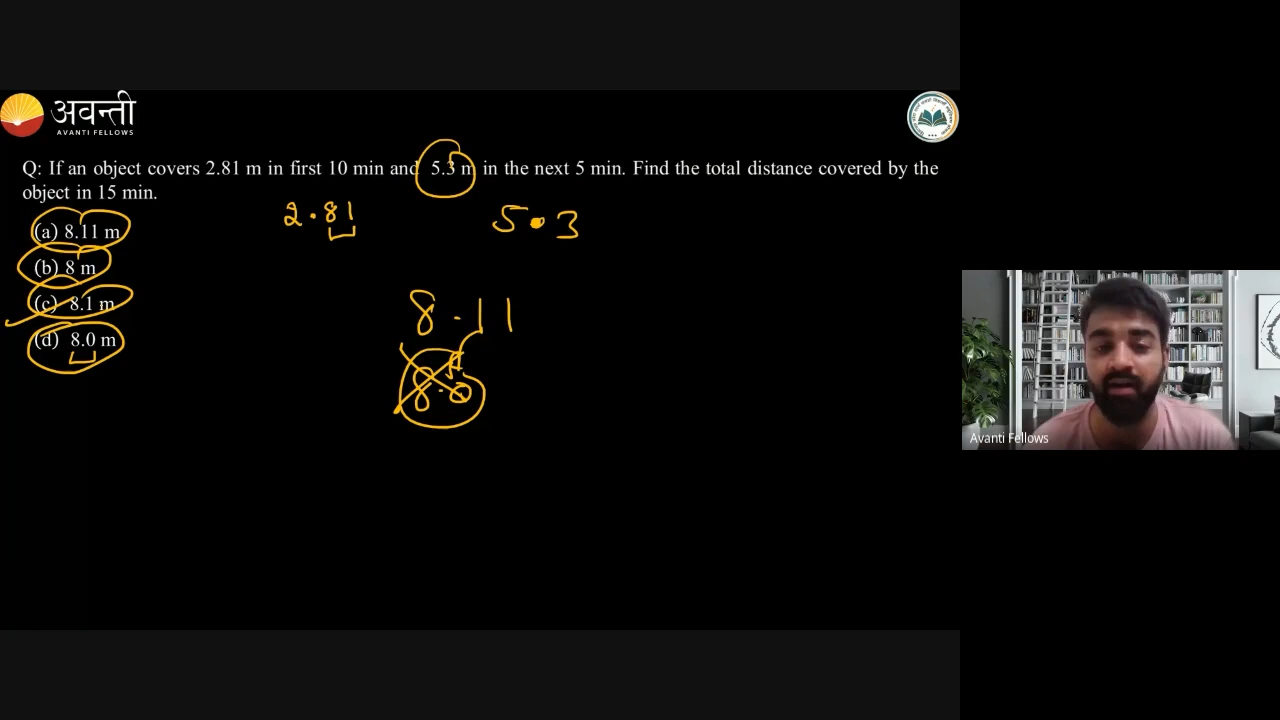 अवन्ती
AVANTI FELLOWS
Q: If an object covers 2.81 m in first 10 min and 5.3 m in the next 5 min. Find the total distance covered by the
object in 15 min.
2.81 5.3
(a) 8.11 m
(b) 8 m
(c) 8.1 m
8.11
(d) 8.0 m
8.0
Avanti Fellows